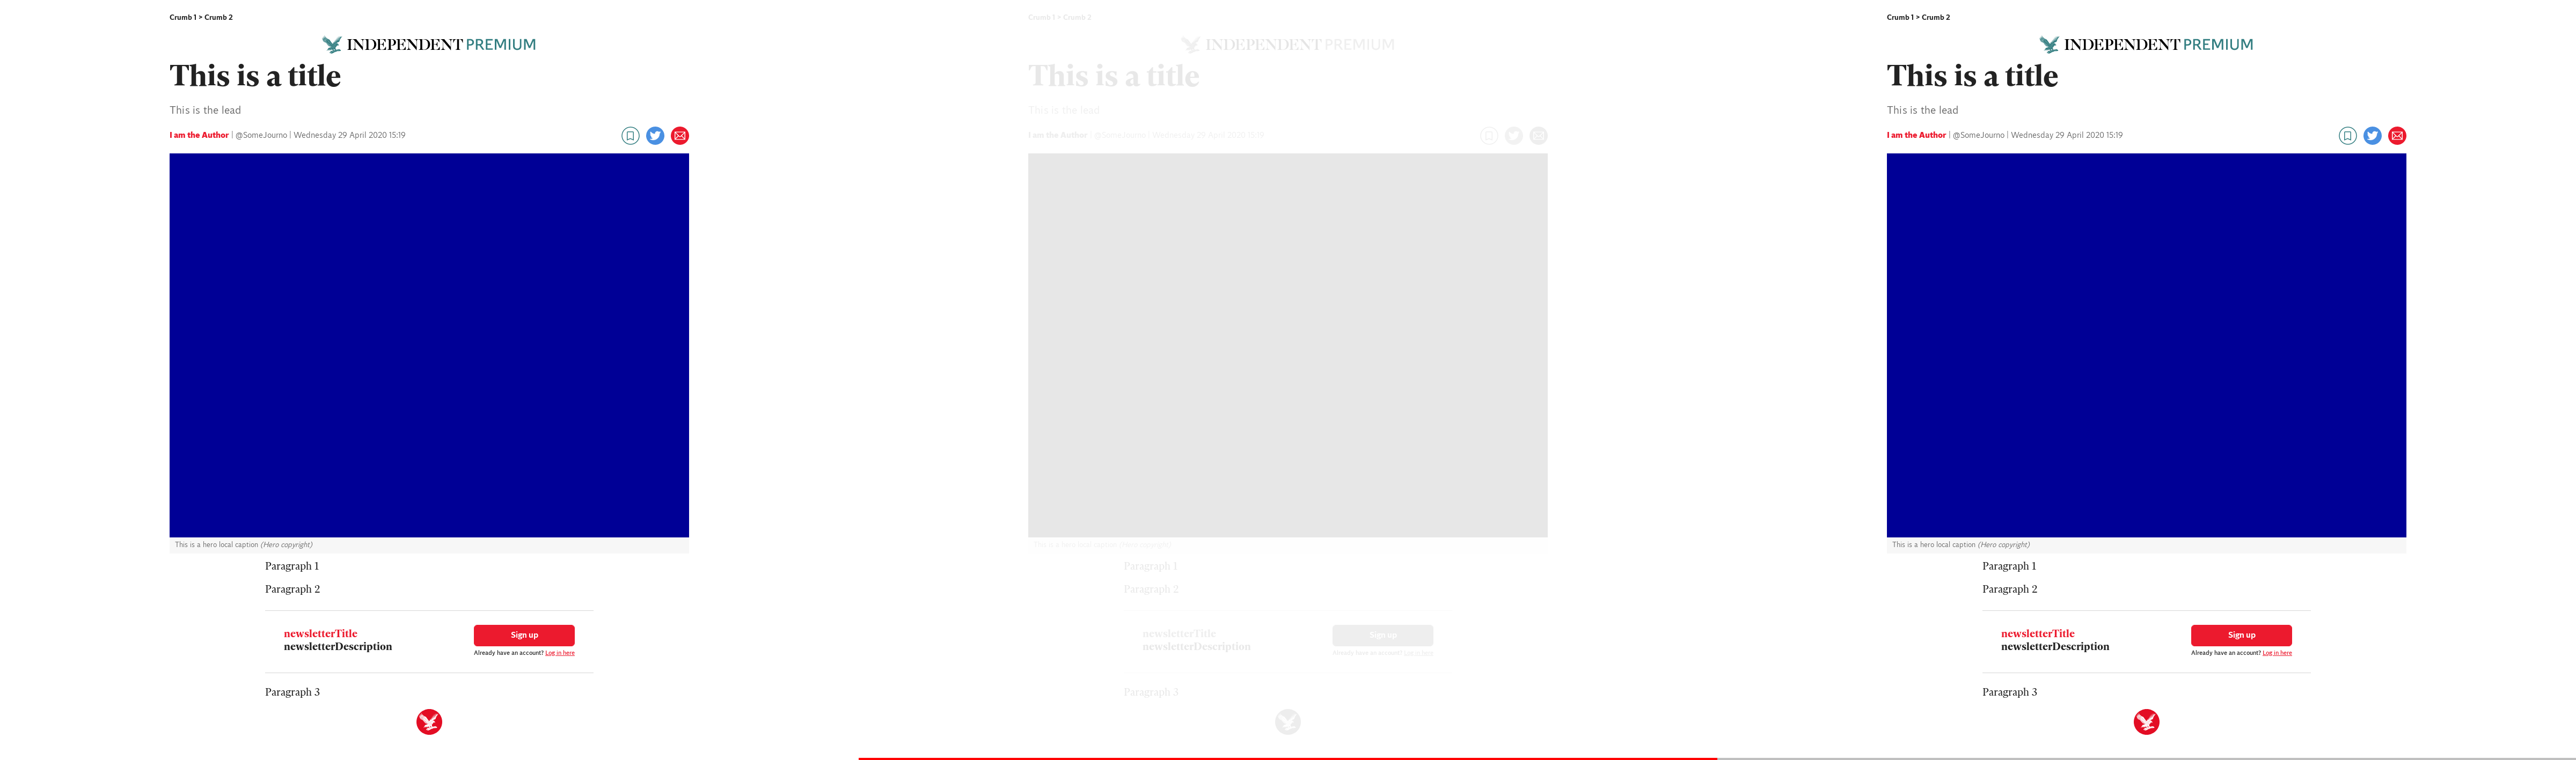 Crumb 1 > Crumb 2
INDEPENDENT PREMIUM
This is a title
This is the lead
I am the Author | @SomeJourno | Wednesday 29 April 2020 15:19
This is a hero local caption (Hero copyright)
Paragraph 1
Paragraph 2
newsletterTitle
newsletterDescription
Sign up
Already have an account? Log in here
Paragraph 3
Crumb 1 > Crumb 2
INDEPENDENT PREMIUM
This is a title
This is the lead
I am the Author | @SomeJourno | Wednesday 29 April 2020 15:19
This is a hero local caption (Hero copyright)
Paragraph 1
Paragraph 2
newsletterTitle
newsletterDescription
Sign up
Already have an account? Log in here
Paragraph 3
Crumb 1 > Crumb 2
INDEPENDENT PREMIUM
This is a title
This is the lead
I am the Author | @SomeJourno | Wednesday 29 April 2020 15:19
This is a hero local caption (Hero copyright)
Paragraph 1
Paragraph 2
newsletterTitle
newsletterDescription
Sign up
Already have an account? Log in here
Paragraph 3